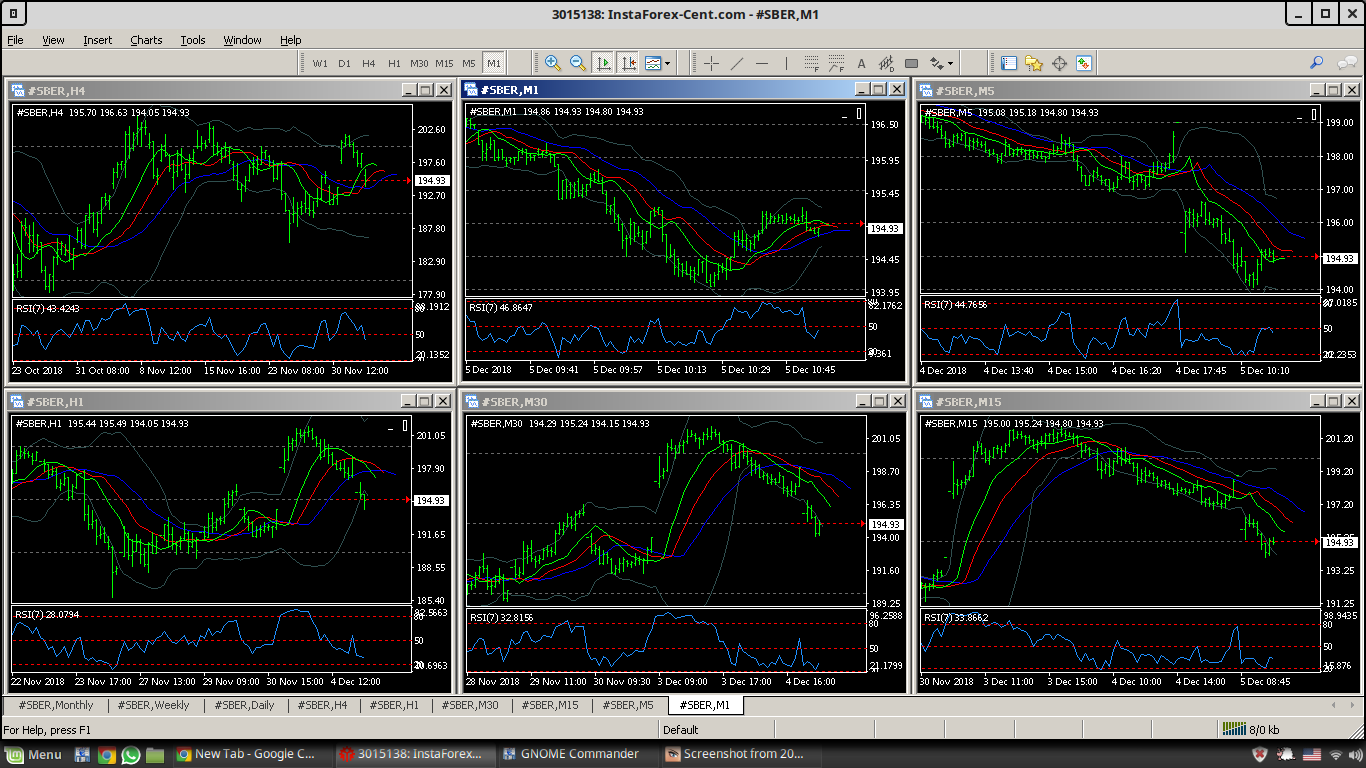 3015138: InstaForex-Cent.com - #SBER,M1
File View Insert Charts Tools Window Help
W1 D1 H4 H1 M30 M15 M5 M1
#SBER,H4
#SBER,H4 195.70 196.63 194.05 194.93
202.60
197.60
194.93
192.70
187.80
182.90
177.90
RSI(7) 43.4243
50
23 Oct 2018 31 Oct 08:00 8 Nov 12:00 15 Nov 16:00 23 Nov 08:00 30 Nov 12:00
#SBER,M1
#SBER,M1 194.86 194.93 194.80 194.93
196.50
195.95
195.45
194.93
194.45
193.95
RSI(7) 46.8647
82.1762
50
5 Dec 2018 5 Dec 09:41 5 Dec 09:57 5 Dec 10:13 5 Dec 10:29 5 Dec 10:45
#SBER,M5
#SBER,M5 195.08 195.18 194.80 194.93
199.00
198.00
197.00
196.00
194.93
194.00
RSI(7) 44.7656
50
4 Dec 2018 4 Dec 13:40 4 Dec 15:00 4 Dec 16:20 4 Dec 17:45 5 Dec 10:10
#SBER,H1
#SBER,H1 195.44 195.49 194.05 194.93
201.05
197.90
194.93
191.65
188.55
185.40
RSI(7) 28.0794
80
50
22 Nov 2018 23 Nov 17:00 27 Nov 13:00 29 Nov 09:00 30 Nov 15:00 4 Dec 12:00
#SBER,M30
#SBER,M30 194.29 195.24 194.15 194.93
201.05
198.70
196.35
194.93
194.00
191.60
189.25
RSI(7) 32.8156
96.2588
80
50
28 Nov 2018 29 Nov 11:00 30 Nov 09:30 3 Dec 09:00 3 Dec 17:00 4 Dec 16:00
#SBER,M15
#SBER,M15 195.00 195.24 194.80 194.93
201.20
199.20
197.20
194.93
193.25
191.25
RSI(7) 33.8662
98.9435
80
50
30 Nov 2018 3 Dec 11:00 3 Dec 15:00 4 Dec 10:00 4 Dec 14:00 5 Dec 08:45
#SBER,Monthly #SBER,Weekly #SBER,Daily #SBER,H4 #SBER,H1 #SBER,M30 #SBER,M15 #SBER,M5 #SBER,M1
For Help, press F1 Default 8/0 kb
Menu New Tab - Google C... 3015138: InstaForex... GNOME Commander Screenshot from 20...